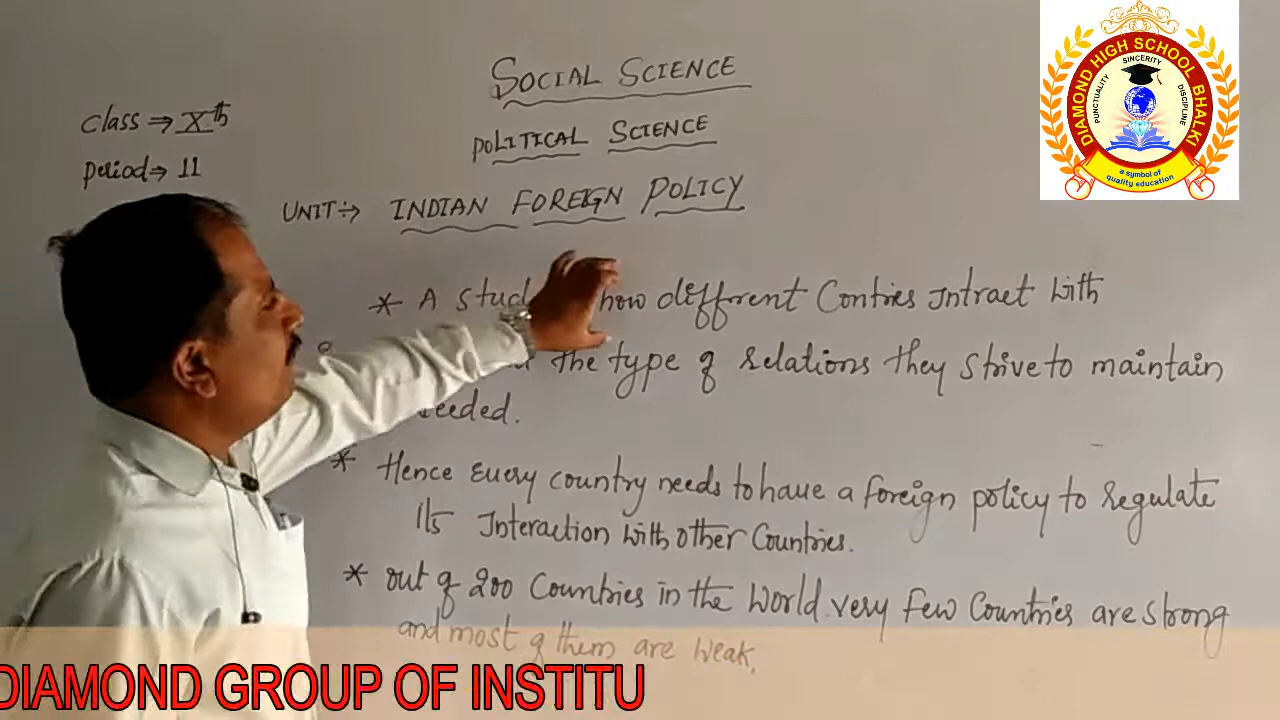 SOCIAL SCIENCE
class ⇒ Xth
POLITICAL SCIENCE
Period → 11
UNIT ÷> INDIAN FOREIGN POLICY
* A stud how different Contries Intract with
the type of relations they strive to maintain
needed.
* Hence every country needs to have a foreign policy to regulate
Its Interaction with other Countries.
* out of 200 Countries in the World very few Countries are strong
and most of them are weak.
DIAMOND HIGH SCHOOL BHALKI
SINCERITY
PUNCTUALITY
DISCIPLINE
a symbol of
quality education
DIAMOND GROUP OF INSTITU